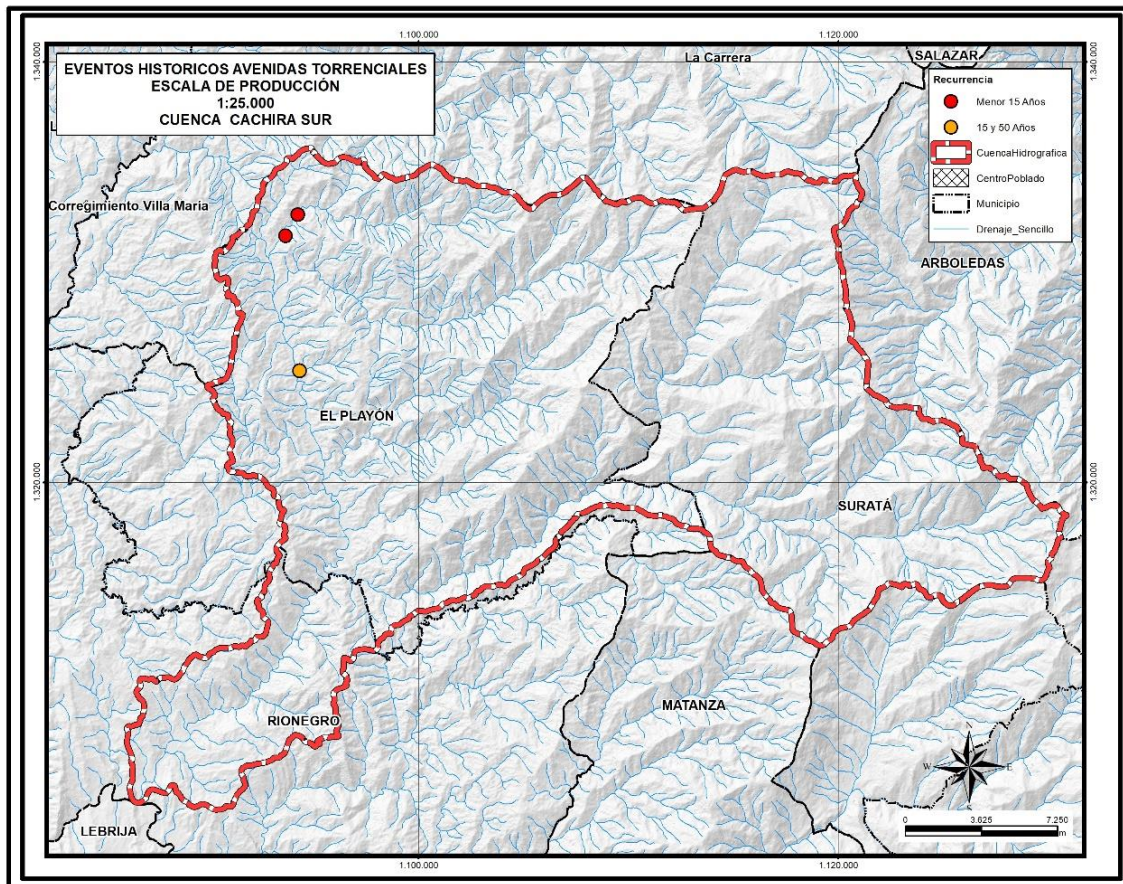 1.100.000
1.120.000
1.340.000
1.340.000
EVENTOS HISTORICOS AVENIDAS TORRENCIALES
ESCALA DE PRODUCCIÓN
1:25.000
CUENCA CACHIRA SUR
La Carrera
SALAZAR
Recurrencia
Menor 15 Años
15 y 50 Años
CuencaHidrografica
CentroPoblado
Municipio
Drenaje_Sencillo
Corregimiento Villa Maria
ARBOLEDAS
EL PLAYÓN
1.320.000
1.320.000
SURATÁ
MATANZA
RIONEGRO
LEBRIJA
N
W
E
S
0
3.625
7.250
m
1.100.000
1.120.000